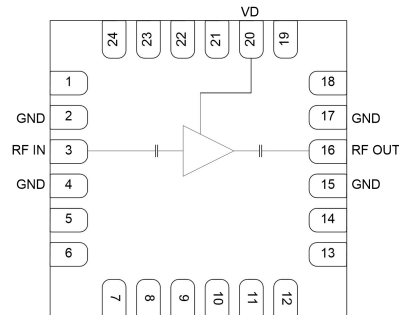 VD
24 23 22 21 20 19
1 18
GND 2 17 GND
RF IN 3 16 RF OUT
GND 4 15 GND
5 14
6 13
7 8 9 10 11 12